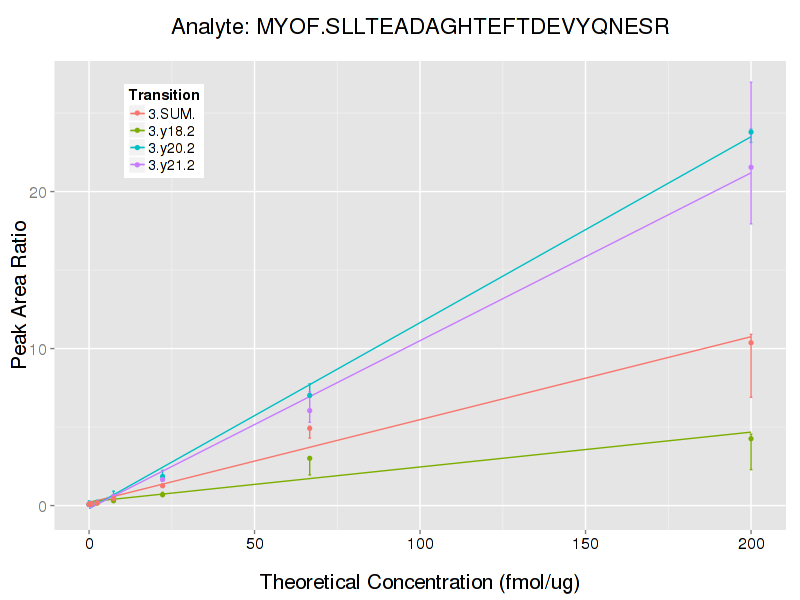 Analyte: MYOF.SLLTEADAGHTEFTDEVYQNESR
Transition
3.SUM.
3.y18.2
3.y20.2
3.y21.2
20
10
0
Peak Area Ratio
0 50 100 150 200
Theoretical Concentration (fmol/ug)